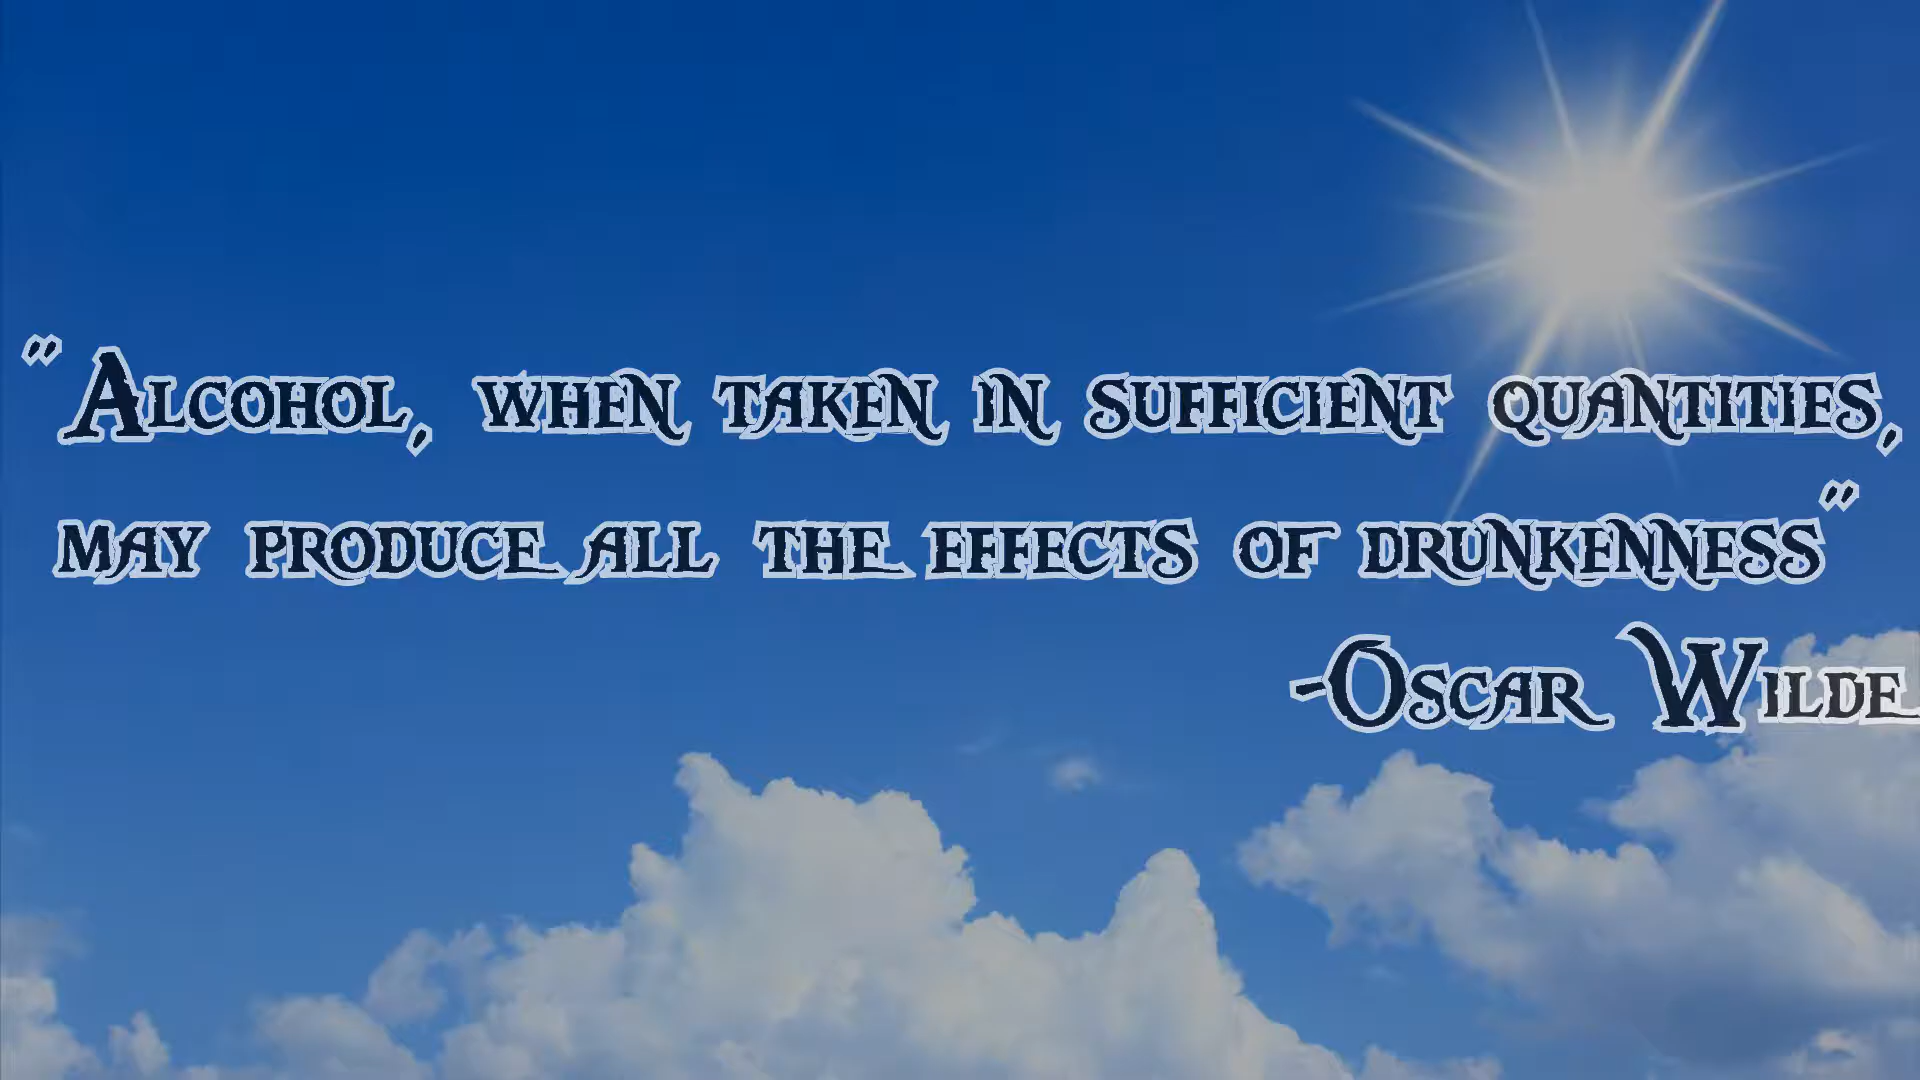 "Alcohol, when taken in sufficient quantities,
may produce all the effects of drunkenness"
-Oscar Wilde